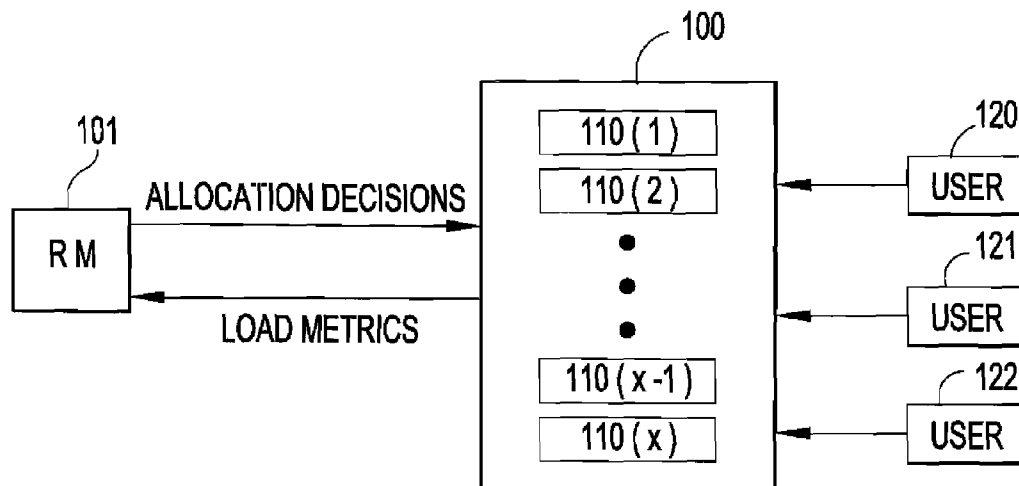 100
101
ALLOCATION DECISIONS
RM
LOAD METRICS
110 (1)
110 (2)
110 (x-1)
110 (x)
120
USER
121
USER
122
USER